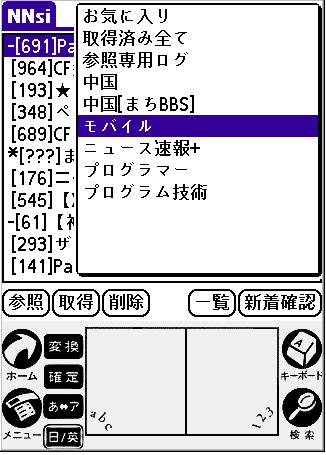 NNsi
お気に入り
取得済み全て
参照専用ログ
中国
中国[まちBBS]
モバイル
ニュース速報+
プログラマー
プログラム技術
-[691]Pa
[964]CF
[193]★
[348]ペ
[689]CF
*[???]ま
[176]二
[545]【
-[61]【
[293]ザ
[141]Pa
参照 取得 削除 一覧 新着確認
ホーム
変換
確定
あ↔ア
メニュー
日/英
abc
123
キーボード
検索